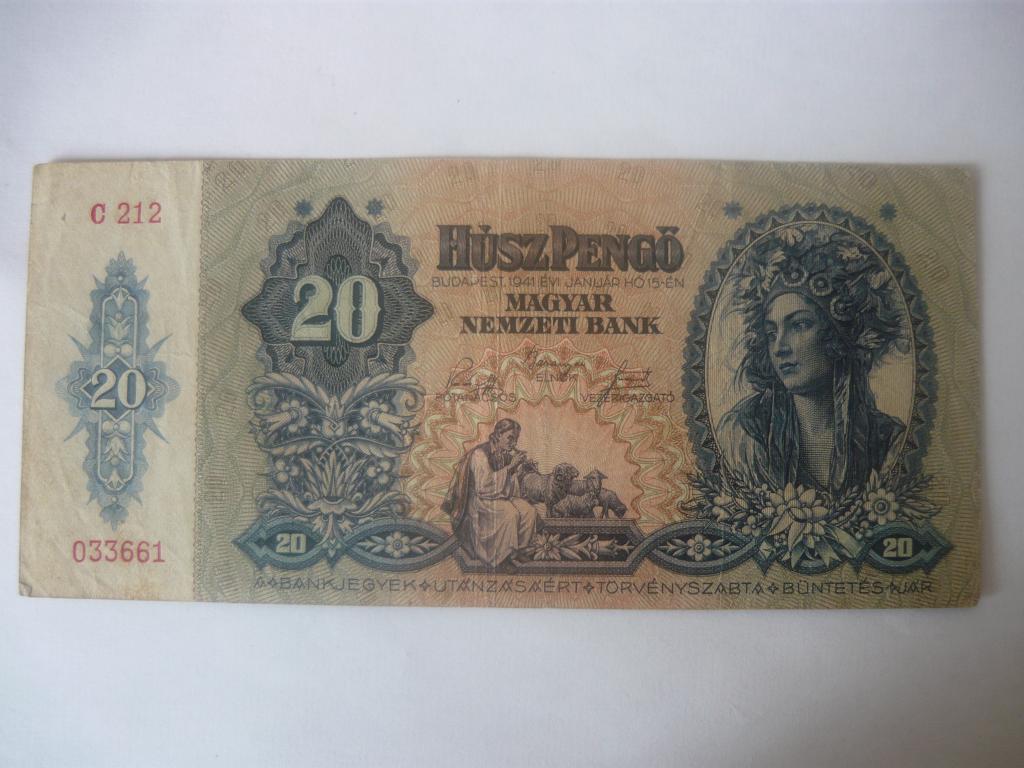 C 212
20
033661
20
HÚSZ PENGŐ
BUDAPEST, 1941 ÉVI JANUÁR HÓ 15-ÉN
MAGYAR
NEMZETI BANK
ELNÖK
FŐTANÁCSOS VEZÉRIGAZGATÓ
20
20
A BANKJEGYEK UTÁNZÁSÁÉRT TÖRVÉNYSZABTA BÜNTETÉS JÁR